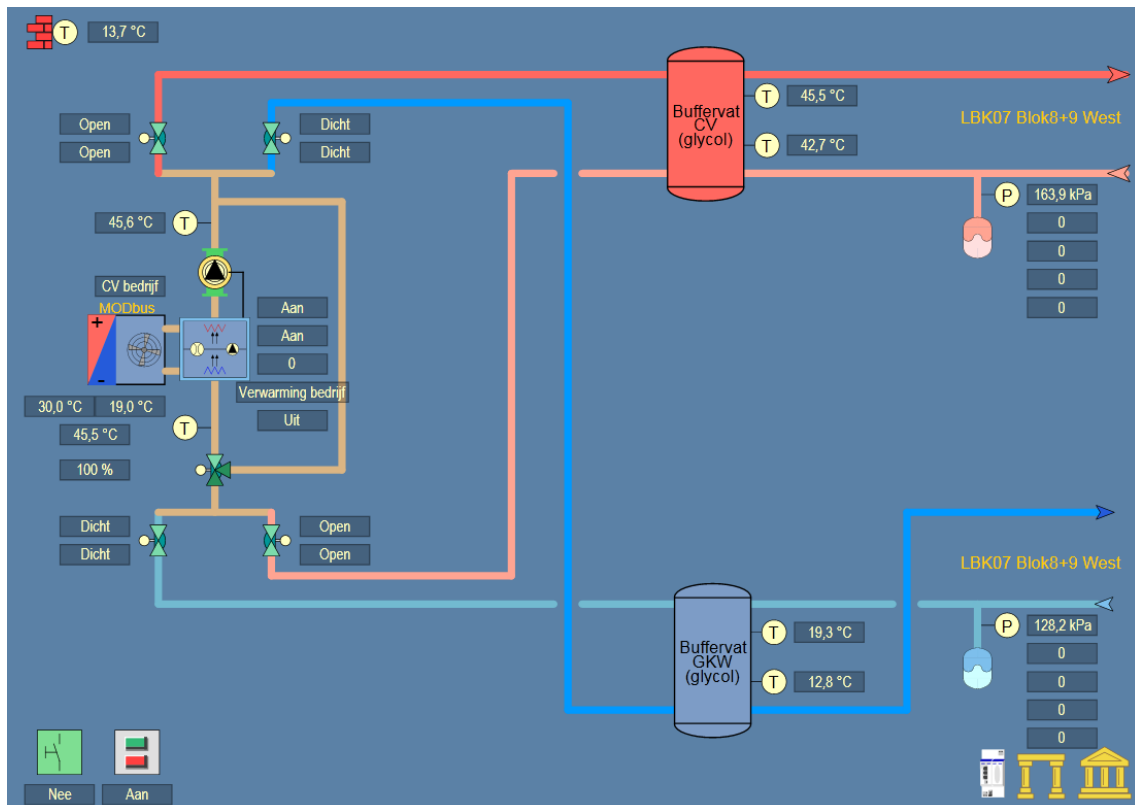 T 13,7 °C
Buffervat
CV
(glycol)
T 45,5 °C
T 42,7 °C
LBK07 Blok8+9 West
Open
Open
Dicht
Dicht
P 163,9 kPa
0
0
0
0
45,6 °C T
CV bedrijf
MODbus
+
-
Aan
Aan
0
Verwarming bedrijf
Uit
30,0 °C 19,0 °C
45,5 °C T
100 %
Dicht
Dicht
Open
Open
LBK07 Blok8+9 West
Buffervat
GKW
(glycol)
T 19,3 °C
T 12,8 °C
P 128,2 kPa
0
0
0
0
Nee Aan